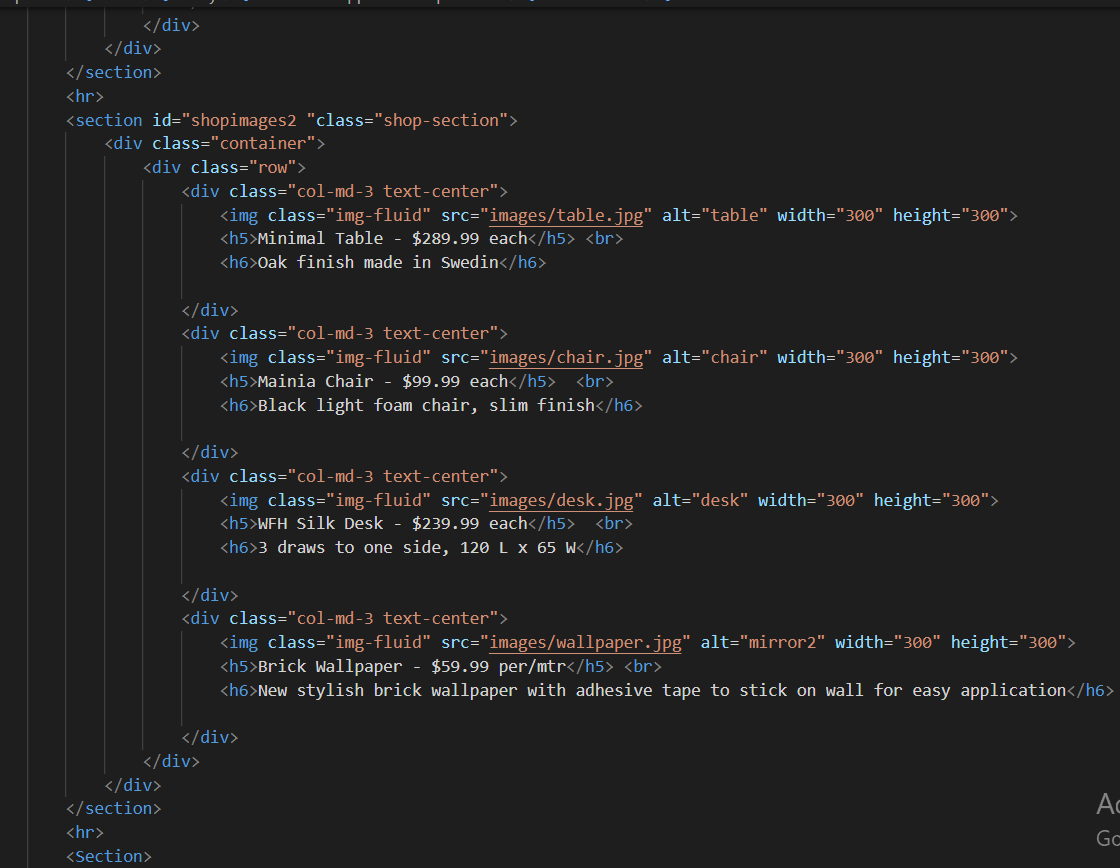 </div>
</div>
</section>
<hr>
<section id="shopimages2 "class="shop-section">
<div class="container">
<div class="row">
<div class="col-md-3 text-center">
<img class="img-fluid" src="images/table.jpg" alt="table" width="300" height="300">
<h5>Minimal Table - $289.99 each</h5> <br>
<h6>Oak finish made in Swedin</h6>
</div>
<div class="col-md-3 text-center">
<img class="img-fluid" src="images/chair.jpg" alt="chair" width="300" height="300">
<h5>Mainia Chair - $99.99 each</h5>  <br>
<h6>Black light foam chair, slim finish</h6>
</div>
<div class="col-md-3 text-center">
<img class="img-fluid" src="images/desk.jpg" alt="desk" width="300" height="300">
<h5>WFH Silk Desk - $239.99 each</h5>  <br>
<h6>3 draws to one side, 120 L x 65 W</h6>
</div>
<div class="col-md-3 text-center">
<img class="img-fluid" src="images/wallpaper.jpg" alt="mirror2" width="300" height="300">
<h5>Brick Wallpaper - $59.99 per/mtr</h5> <br>
<h6>New stylish brick wallpaper with adhesive tape to stick on wall for easy application</h6>
</div>
</div>
</div>
</section>
<hr>
<Section>